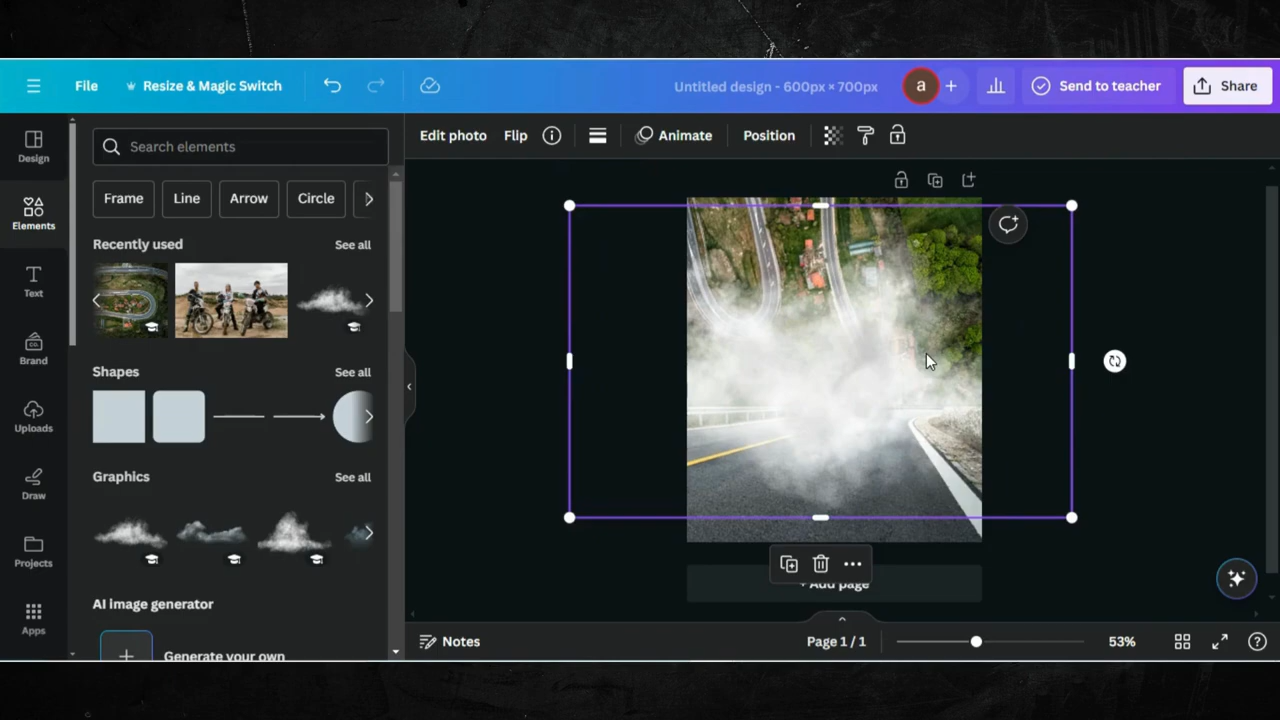 File
Resize & Magic Switch
Untitled design - 600px × 700px
a
Send to teacher
Share
Design
Elements
Text
Brand
CO.
Uploads
Draw
Projects
Apps
Search elements
Frame
Line
Arrow
Circle
Recently used
See all
Shapes
See all
Graphics
See all
AI image generator
Generate your own
Edit photo
Flip
Animate
Position
+ Add page
Notes
Page 1 / 1
53%